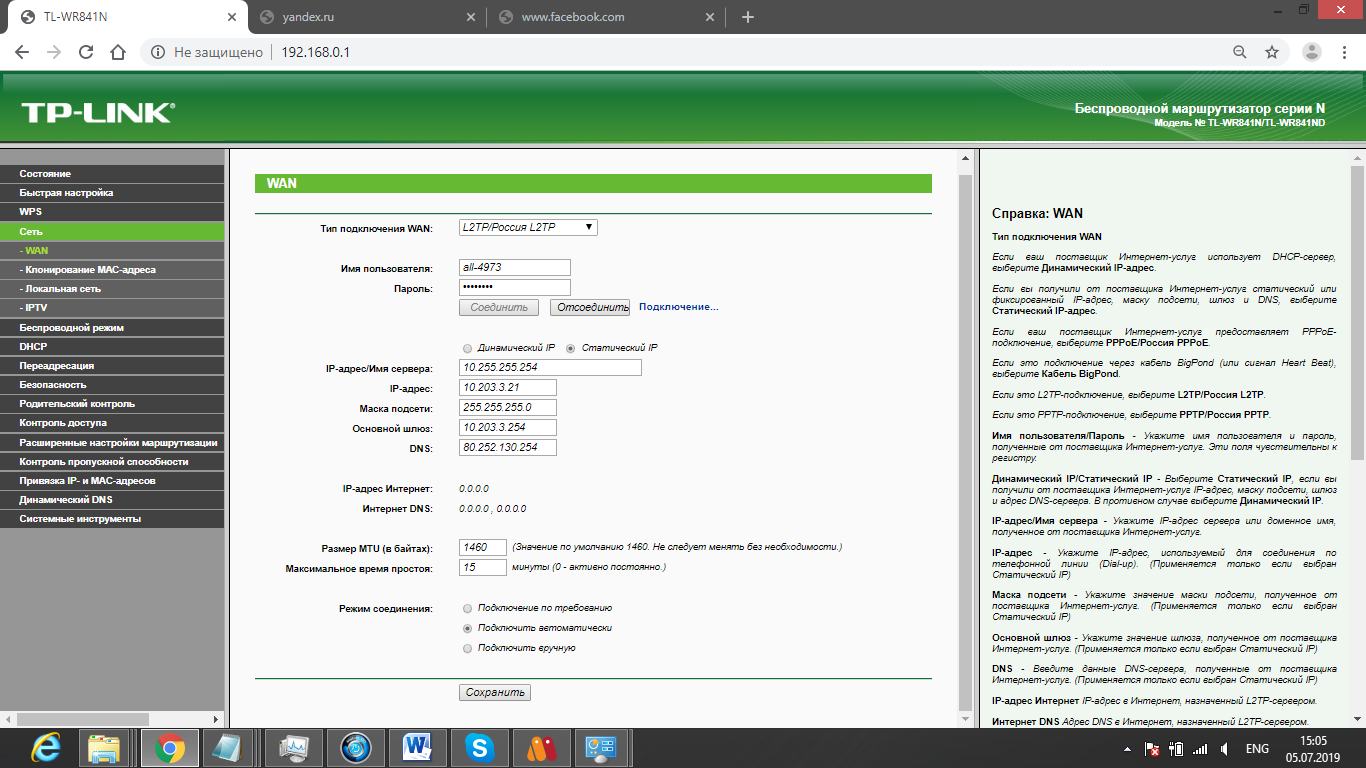 TL-WR841N
yandex.ru
www.facebook.com
Не защищено
192.168.0.1
TP-LINK®
Беспроводной маршрутизатор серии N
Модель № TL-WR841N/TL-WR841ND
Состояние
Быстрая настройка
WPS
Сеть
- WAN
- Клонирование MAC-адреса
- Локальная сеть
- IPTV
Беспроводной режим
DHCP
Переадресация
Безопасность
Родительский контроль
Контроль доступа
Расширенные настройки маршрутизации
Контроль пропускной способности
Привязка IP- и MAC-адресов
Динамический DNS
Системные инструменты
WAN
Тип подключения WAN: L2TP/Россия L2TP
Имя пользователя: all-4973
Пароль: ••••••••
Соединить Отсоединить Подключение...
Динамический IP Статический IP
IP-адрес/Имя сервера: 10.255.255.254
IP-адрес: 10.203.3.21
Маска подсети: 255.255.255.0
Основной шлюз: 10.203.3.254
DNS: 80.252.130.254
IP-адрес Интернет: 0.0.0.0
Интернет DNS: 0.0.0.0 , 0.0.0.0
Размер MTU (в байтах): 1460 (Значение по умолчанию 1460. Не следует менять без необходимости.)
Максимальное время простоя: 15 минуты (0 - активно постоянно.)
Режим соединения: Подключение по требованию
Подключить автоматически
Подключить вручную
Сохранить
Справка: WAN
Тип подключения WAN
Если ваш поставщик Интернет-услуг использует DHCP-сервер,
выберите Динамический IP-адрес.
Если вы получили от поставщика Интернет-услуг статический или
фиксированный IP-адрес, маску подсети, шлюз и DNS, выберите
Статический IP-адрес.
Если ваш поставщик Интернет-услуг предоставляет PPPoE-
подключение, выберите PPPoE/Россия PPPoE.
Если это подключение через кабель BigPond (или сигнал Heart Beat),
выберите Кабель BigPond.
Если это L2TP-подключение, выберите L2TP/Россия L2TP.
Если это PPTP-подключение, выберите PPTP/Россия PPTP.
Имя пользователя/Пароль - Укажите имя пользователя и пароль,
полученные от поставщика Интернет-услуг. Эти поля чувствительны к
регистру.
Динамический IP/Статический IP - Выберите Статический IP, если вы
получили от поставщика Интернет-услуг IP-адрес, маску подсети, шлюз
и адрес DNS-сервера. В противном случае выберите Динамический IP.
IP-адрес/Имя сервера - Укажите IP-адрес сервера или доменное имя,
полученное от поставщика Интернет-услуг.
IP-адрес - Укажите IP-адрес, используемый для соединения по
телефонной линии (Dial-up). (Применяется только если выбран
Статический IP)
Маска подсети - Укажите значение маски подсети, полученное от
поставщика Интернет-услуг. (Применяется только если выбран
Статический IP)
Основной шлюз - Укажите значение шлюза, полученное от поставщика
Интернет-услуг. (Применяется только если выбран Статический IP)
DNS - Введите данные DNS-сервера, полученные от поставщика
Интернет-услуг. (Применяется только если выбран Статический IP)
IP-адрес Интернет IP-адрес в Интернет, назначенный L2TP-сервером.
Интернет DNS Адрес DNS в Интернет, назначенный L2TP-сервером.
ENG
15:05
05.07.2019